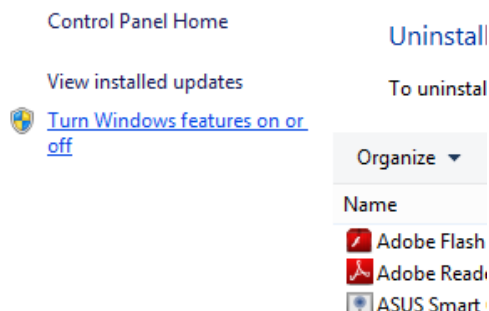 Control Panel Home
View installed updates
Turn Windows features on or
off
Uninstall
To uninstal
Organize
Name
Adobe Flash
Adobe Reade
ASUS Smart